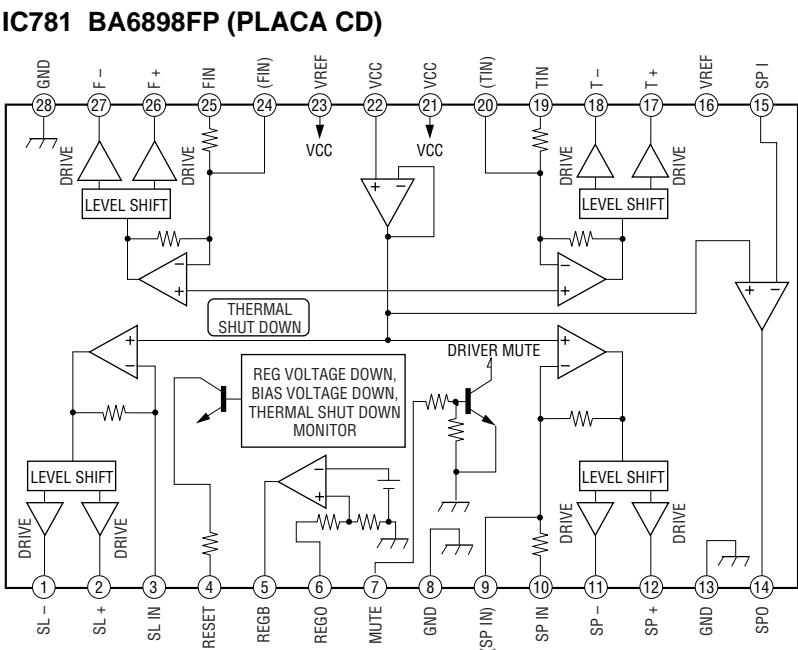 IC781 BA6898FP (PLACA CD)
GND F – F + FIN (FIN) VREF VCC VCC (TIN) TIN T – T + VREF SP I
28 27 26 25 24 23 22 21 20 19 18 17 16 15
DRIVE DRIVE VCC VCC DRIVE DRIVE
LEVEL SHIFT + – LEVEL SHIFT
– –
+ – 
+ +
THERMAL
SHUT DOWN
+ DRIVER MUTE +
– –
REG VOLTAGE DOWN,
BIAS VOLTAGE DOWN,
THERMAL SHUT DOWN
MONITOR
LEVEL SHIFT – LEVEL SHIFT
+
DRIVE DRIVE DRIVE DRIVE
1 2 3 4 5 6 7 8 9 10 11 12 13 14
SL – SL + SL IN RESET REGB REGO MUTE GND (SP IN) SP IN SP – SP + GND SPO